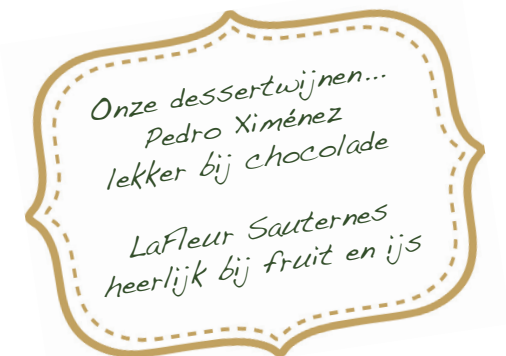 Onze dessertwijnen...
Pedro Ximénez
lekker bij chocolade
LaFleur Sauternes
heerlijk bij fruit en ijs